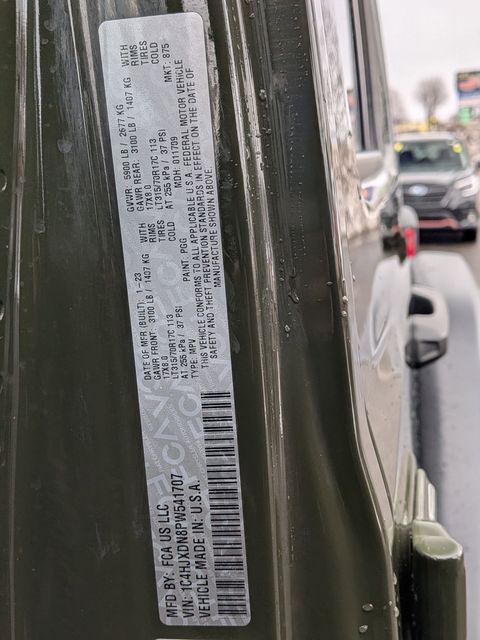 MFD BY: FCA US LLC
VIN: 1C4HJXDN8PW541707
VEHICLE MADE IN: U.S.A.
DATE OF MFR (BUILT): 1-23 GVWR: 5900 LB / 2677 KG
GAWR FRONT: 3100 LB / 1407 KG WITH GAWR REAR: 3100 LB / 1407 KG WITH
17X8.0 RIMS 17X8.0 RIMS
LT315/70R17C 113 TIRES LT315/70R17C 113 TIRES
AT 255 kPa / 37 PSI COLD AT 255 kPa / 37 PSI COLD
TYPE: MPV PAINT: PGG MDH: 011709 MKT: 875
THIS VEHICLE CONFORMS TO ALL APPLICABLE U.S.A. FEDERAL MOTOR VEHICLE
SAFETY AND THEFT PREVENTION STANDARDS IN EFFECT ON THE DATE OF
MANUFACTURE SHOWN ABOVE.